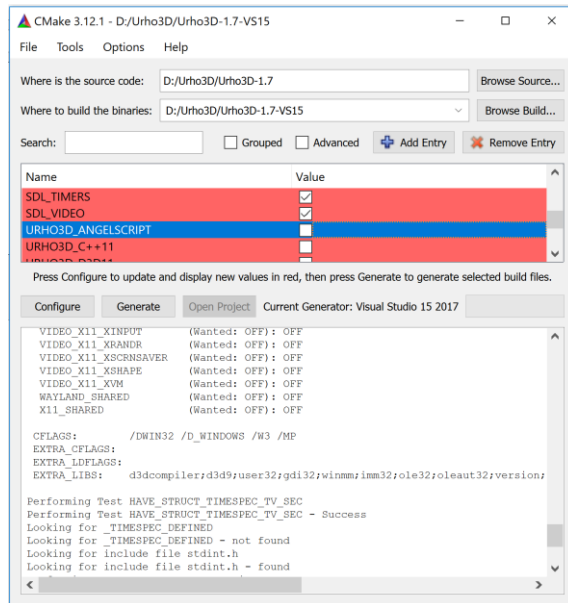 CMake 3.12.1 - D:/Urho3D/Urho3D-1.7-VS15
File Tools Options Help
Where is the source code: D:/Urho3D/Urho3D-1.7 Browse Source...
Where to build the binaries: D:/Urho3D/Urho3D-1.7-VS15 Browse Build...
Search: Grouped Advanced Add Entry Remove Entry
Name Value
SDL_TIMERS
SDL_VIDEO
URHO3D_ANGELSCRIPT
URHO3D_C++11
URHO3D_D3D11
Press Configure to update and display new values in red, then press Generate to generate selected build files.
Configure Generate Open Project Current Generator: Visual Studio 15 2017
VIDEO_X11_XINPUT (Wanted: OFF): OFF
VIDEO_X11_XRANDR (Wanted: OFF): OFF
VIDEO_X11_XSCRNSAVER (Wanted: OFF): OFF
VIDEO_X11_XSHAPE (Wanted: OFF): OFF
VIDEO_X11_XVM (Wanted: OFF): OFF
WAYLAND_SHARED (Wanted: OFF): OFF
X11_SHARED (Wanted: OFF): OFF
CFLAGS: /DWIN32 /D_WINDOWS /W3 /MP
EXTRA_CFLAGS:
EXTRA_LDFLAGS:
EXTRA_LIBS: d3dcompiler;d3d9;user32;gdi32;winmm;imm32;ole32;oleaut32;version;
Performing Test HAVE_STRUCT_TIMESPEC_TV_SEC
Performing Test HAVE_STRUCT_TIMESPEC_TV_SEC - Success
Looking for _TIMESPEC_DEFINED
Looking for _TIMESPEC_DEFINED - not found
Looking for include file stdint.h
Looking for include file stdint.h - found